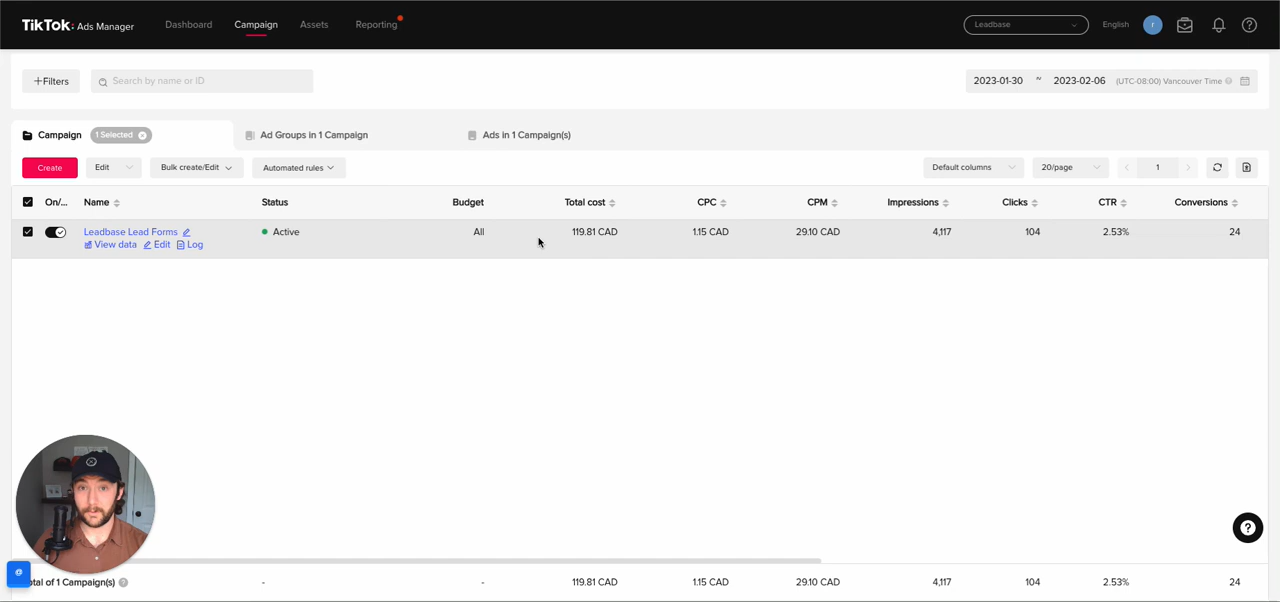 TikTok: Ads Manager Dashboard Campaign Assets Reporting Leadbase English r
+Filters Search by name or ID 2023-01-30 ~ 2023-02-06 (UTC-08:00) Vancouver Time
Campaign 1 Selected Ad Groups in 1 Campaign Ads in 1 Campaign(s)
Create Edit Bulk create/Edit Automated rules Default columns 20/page 1
On/... Name Status Budget Total cost CPC CPM Impressions Clicks CTR Conversions
Leadbase Lead Forms Active All 119.81 CAD 1.15 CAD 29.10 CAD 4,117 104 2.53% 24
View data Edit Log
@ tal of 1 Campaign(s) - - 119.81 CAD 1.15 CAD 29.10 CAD 4,117 104 2.53% 24